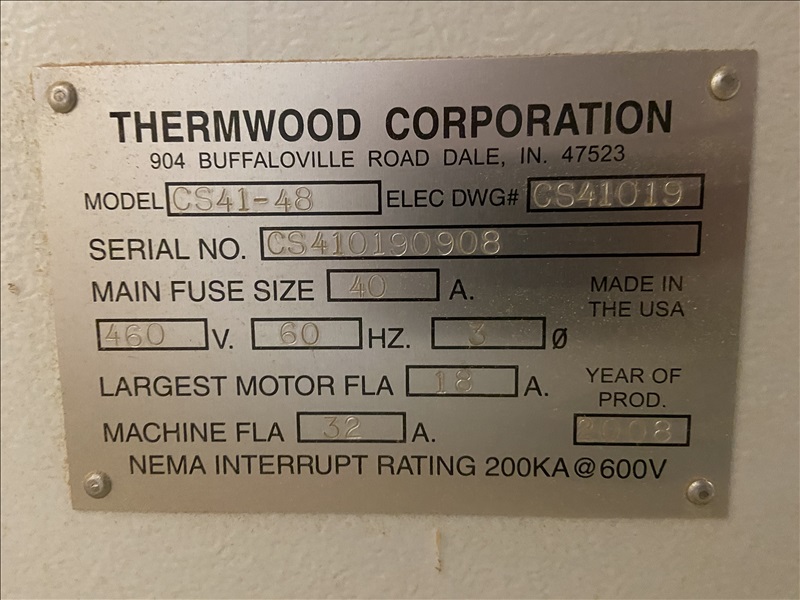 THERMWOOD CORPORATION
904 BUFFALOVILLE ROAD DALE, IN. 47523
MODEL CS41-48 ELEC DWG# CS41019
SERIAL NO. CS410190908
MAIN FUSE SIZE 40 A.
MADE IN
THE USA
460 V. 60 HZ. 3 Ø
LARGEST MOTOR FLA 18 A.
YEAR OF
PROD.
MACHINE FLA 32 A.
2008
NEMA INTERRUPT RATING 200KA@600V